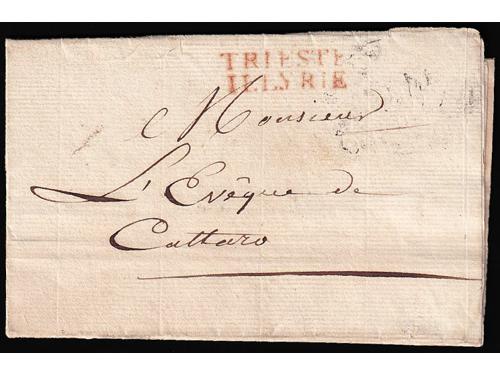 TRIESTE
ILLYRIE
Monsieur
L'Evêque de
Cattaro